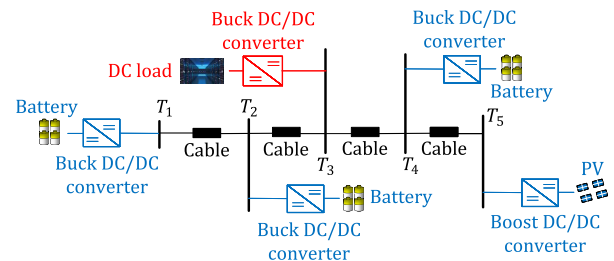 Buck DC/DC
converter
DC load
Buck DC/DC
converter
Battery
T5
PV
Boost DC/DC
converter
Battery
T1
Buck DC/DC
converter
Cable
T2
Cable
T3
Cable
T4
Cable
Battery
Buck DC/DC
converter